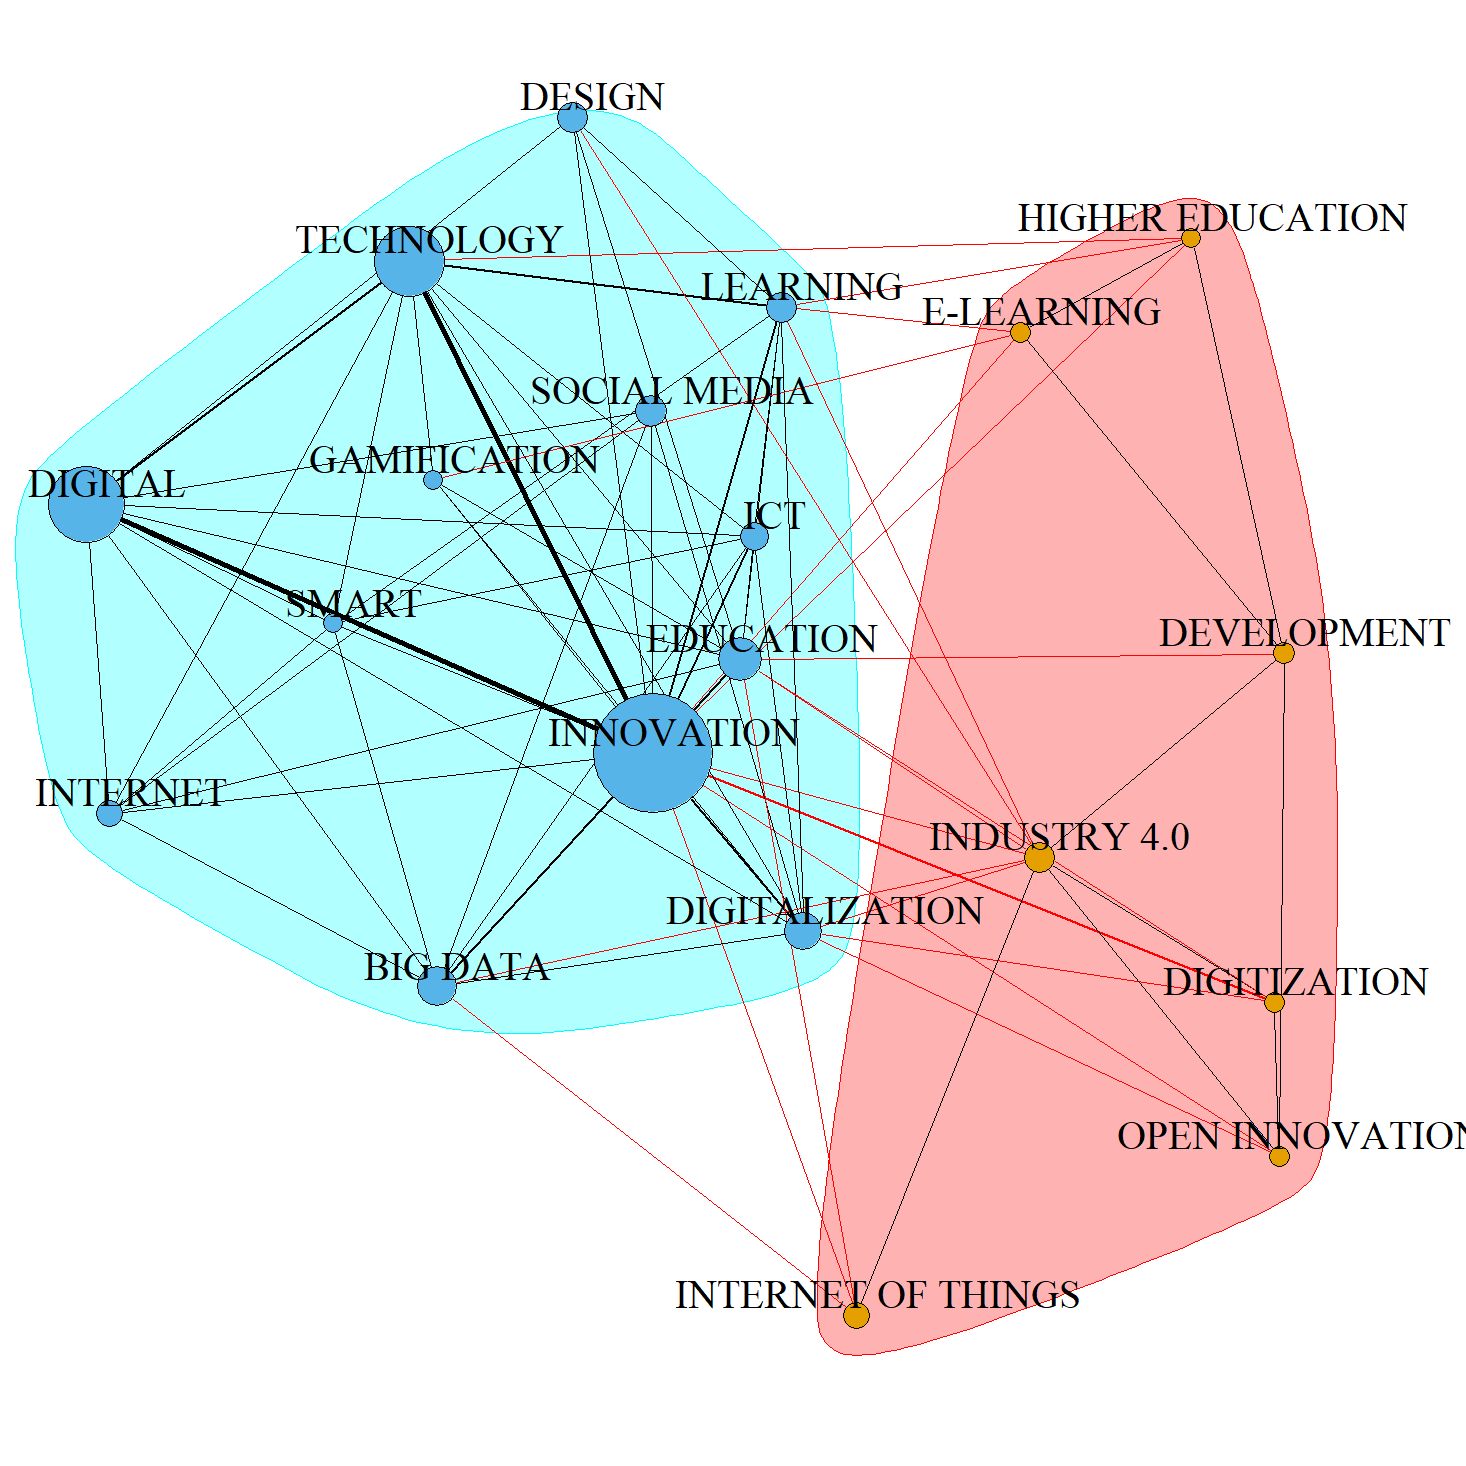 DESIGN
HIGHER EDUCATION
TECHNOLOGY
LEARNING
E-LEARNING
SOCIAL MEDIA
GAMIFICATION
DIGITAL
ICT
SMART
EDUCATION
DEVELOPMENT
INNOVATION
INTERNET
INDUSTRY 4.0
DIGITALIZATION
BIG DATA
DIGITIZATION
OPEN INNOVATION
INTERNET OF THINGS